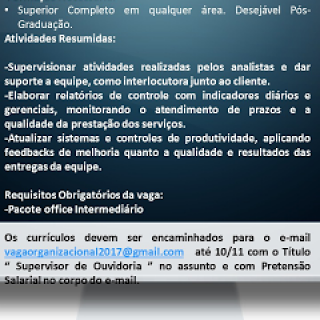 • Superior Completo em qualquer área. Desejável Pós-
Graduação.
Atividades Resumidas:
-Supervisionar atividades realizadas pelos analistas e dar
suporte a equipe, como interlocutora junto ao cliente.
-Elaborar relatórios de controle com indicadores diários e
gerenciais, monitorando o atendimento de prazos e a
qualidade da prestação dos serviços.
-Atualizar sistemas e controles de produtividade, aplicando
feedbacks de melhoria quanto a qualidade e resultados das
entregas da equipe.
Requisitos Obrigatórios da vaga:
-Pacote office Intermediário
Os currículos devem ser encaminhados para o e-mail
vagaorganizacional2017@gmail.com até 10/11 com o Título
“ Supervisor de Ouvidoria ” no assunto e com Pretensão
Salarial no corpo do e-mail.